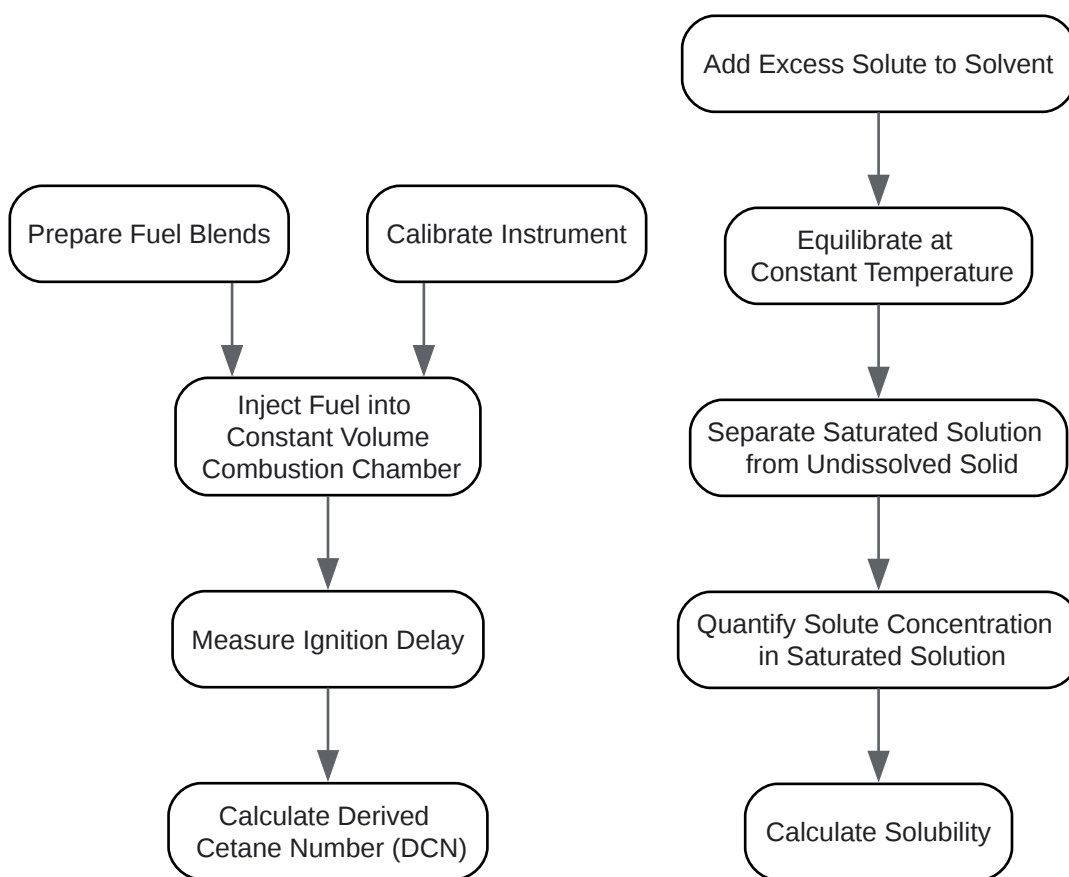 Prepare Fuel Blends
Calibrate Instrument
Inject Fuel into
Constant Volume
Combustion Chamber
Measure Ignition Delay
Calculate Derived
Cetane Number (DCN)
Add Excess Solute to Solvent
Equilibrate at
Constant Temperature
Separate Saturated Solution
from Undissolved Solid
Quantify Solute Concentration
in Saturated Solution
Calculate Solubility